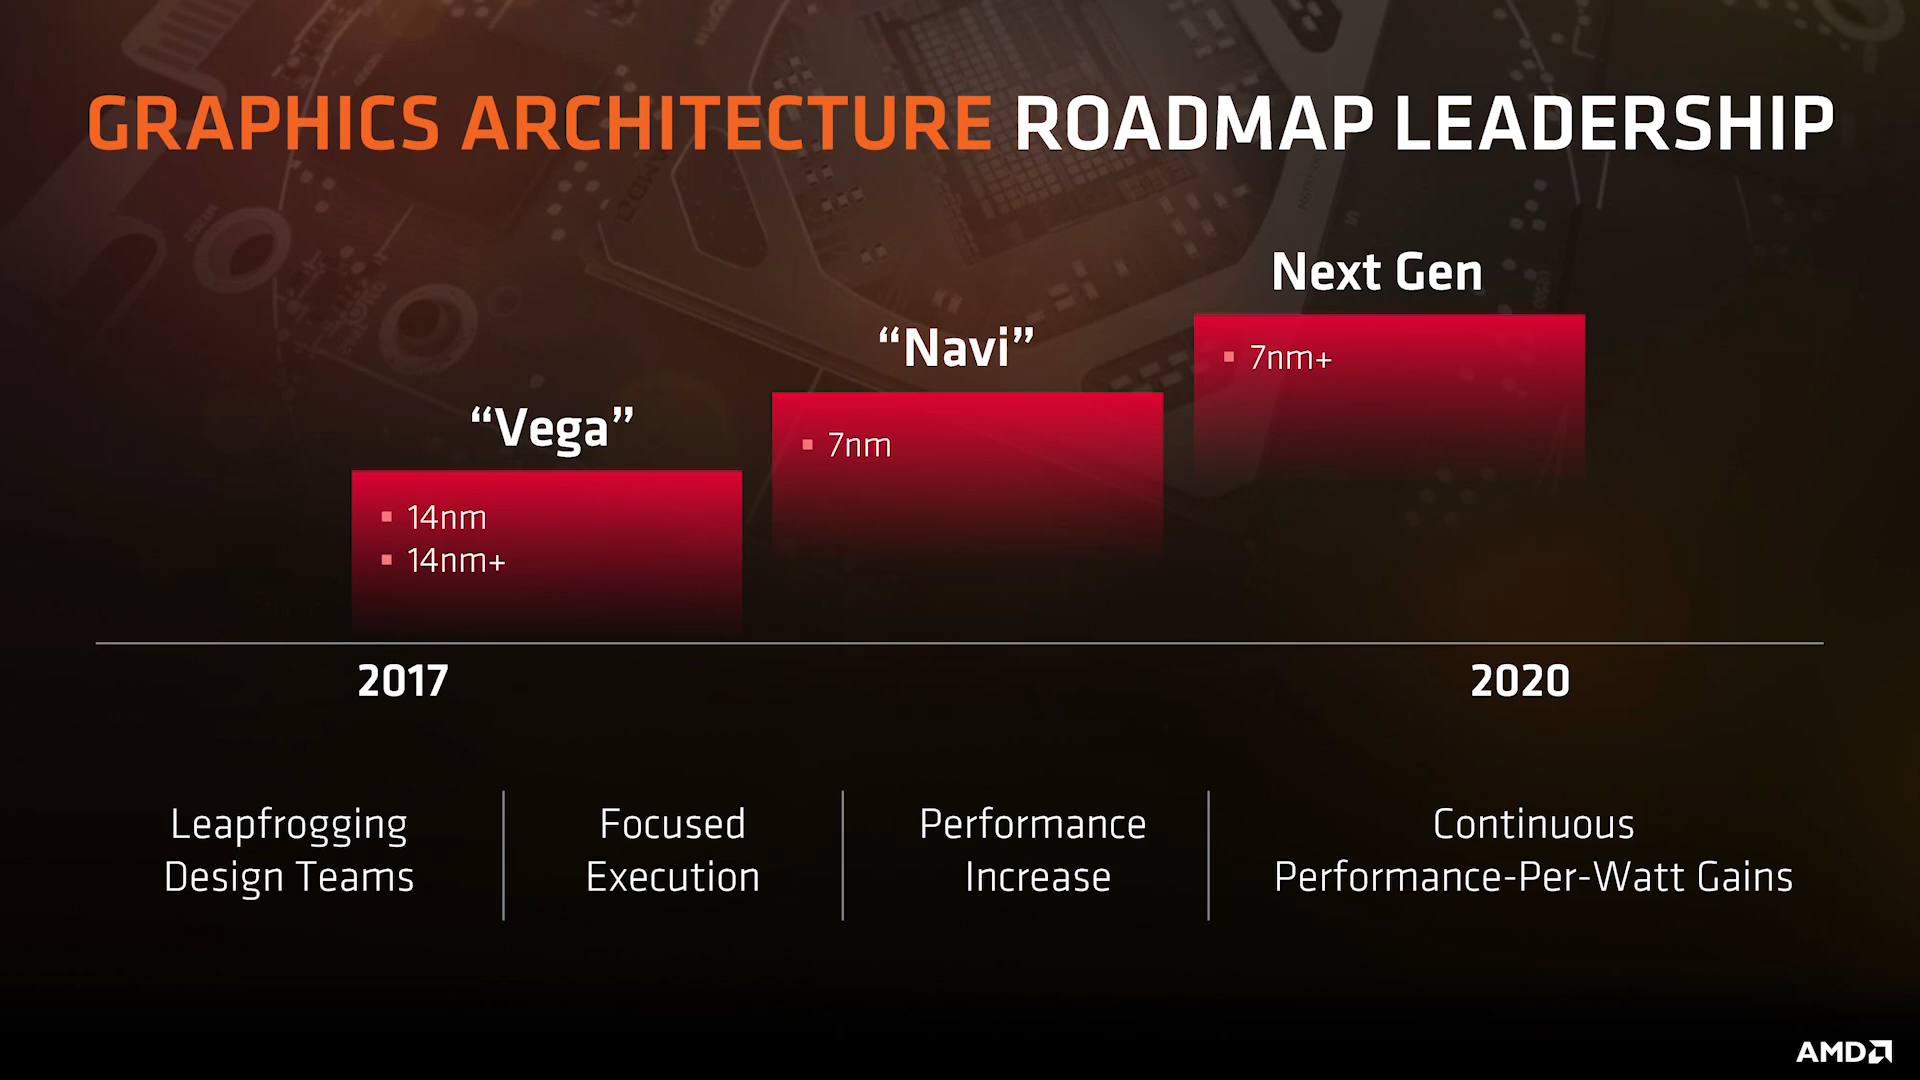 GRAPHICS ARCHITECTURE ROADMAP LEADERSHIP
Next Gen
▪ 7nm+
“Navi”
▪ 7nm
“Vega”
▪ 14nm
▪ 14nm+
2017
2020
Leapfrogging
Design Teams
Focused
Execution
Performance
Increase
Continuous
Performance-Per-Watt Gains
AMD